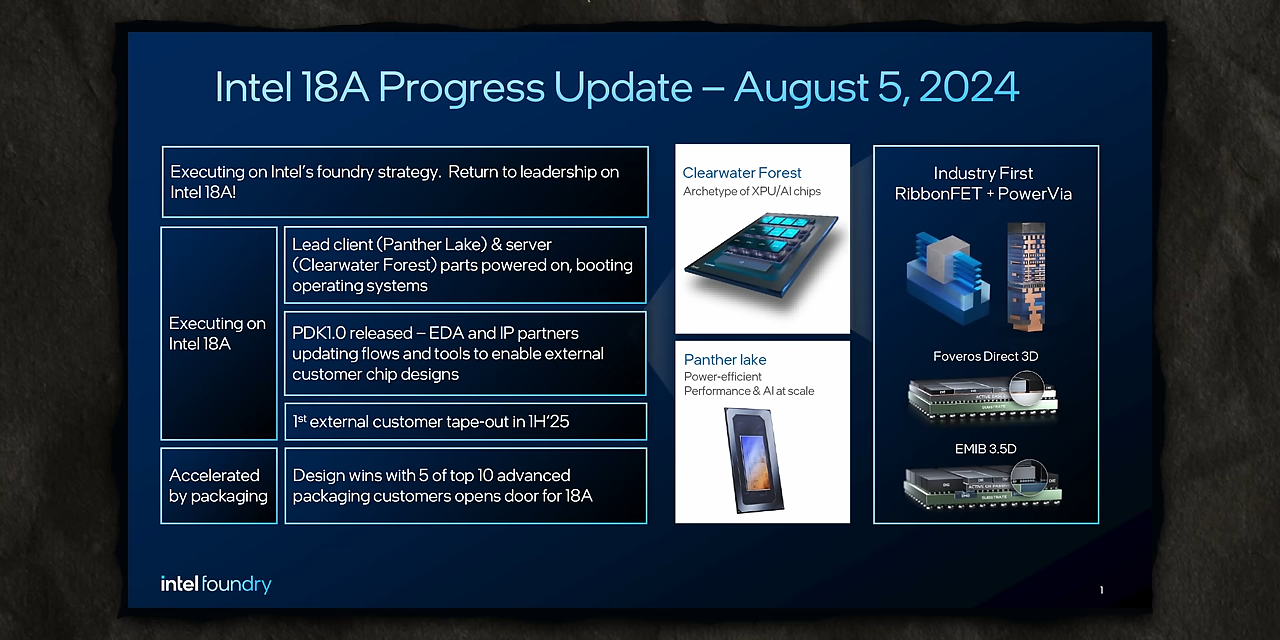 Intel 18A Progress Update – August 5, 2024
Executing on Intel's foundry strategy. Return to leadership on
Intel 18A!
Executing on
Intel 18A
Lead client (Panther Lake) & server
(Clearwater Forest) parts powered on, booting
operating systems
PDK1.0 released – EDA and IP partners
updating flows and tools to enable external
customer chip designs
1st external customer tape-out in 1H'25
Accelerated
by packaging
Design wins with 5 of top 10 advanced
packaging customers opens door for 18A
Clearwater Forest
Archetype of XPU/AI chips
Panther lake
Power-efficient
Performance & AI at scale
Industry First
RibbonFET + PowerVia
Foveros Direct 3D
SUBSTRATE
EMIB 3.5D
SUBSTRATE
intel foundry
1